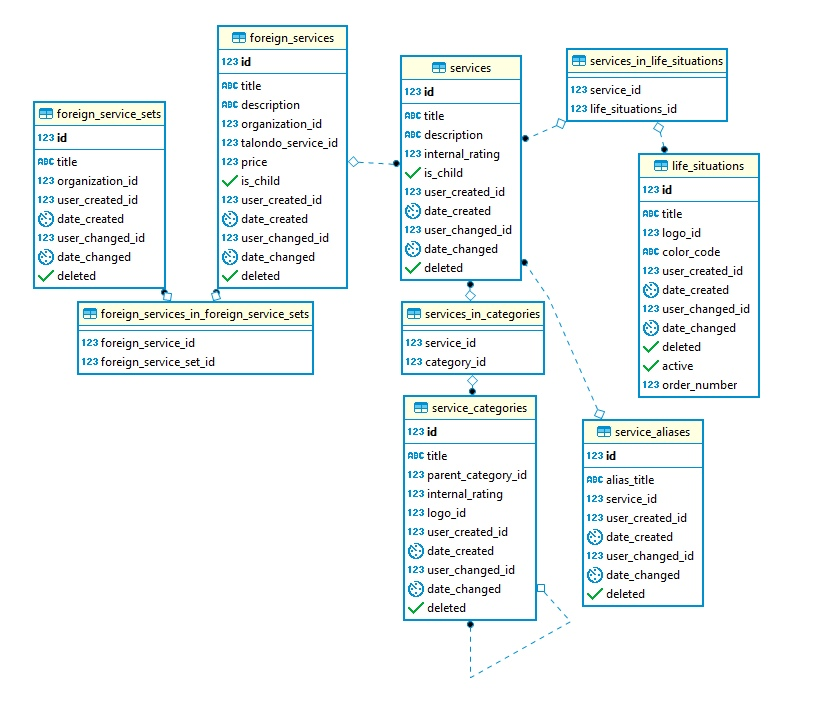 foreign_services
123 id
ABC title
ABC description
123 organization_id
123 talondo_service_id
123 price
is_child
123 user_created_id
date_created
123 user_changed_id
date_changed
deleted
services
123 id
ABC title
ABC description
123 internal_rating
is_child
123 user_created_id
date_created
123 user_changed_id
date_changed
deleted
services_in_life_situations
123 service_id
123 life_situations_id
foreign_service_sets
123 id
ABC title
123 organization_id
123 user_created_id
date_created
123 user_changed_id
date_changed
deleted
life_situations
123 id
ABC title
123 logo_id
ABC color_code
123 user_created_id
date_created
123 user_changed_id
date_changed
deleted
active
123 order_number
foreign_services_in_foreign_service_sets
123 foreign_service_id
123 foreign_service_set_id
services_in_categories
123 service_id
123 category_id
service_categories
123 id
ABC title
123 parent_category_id
123 internal_rating
123 logo_id
123 user_created_id
date_created
123 user_changed_id
date_changed
deleted
service_aliases
123 id
ABC alias_title
123 service_id
123 user_created_id
date_created
123 user_changed_id
date_changed
deleted